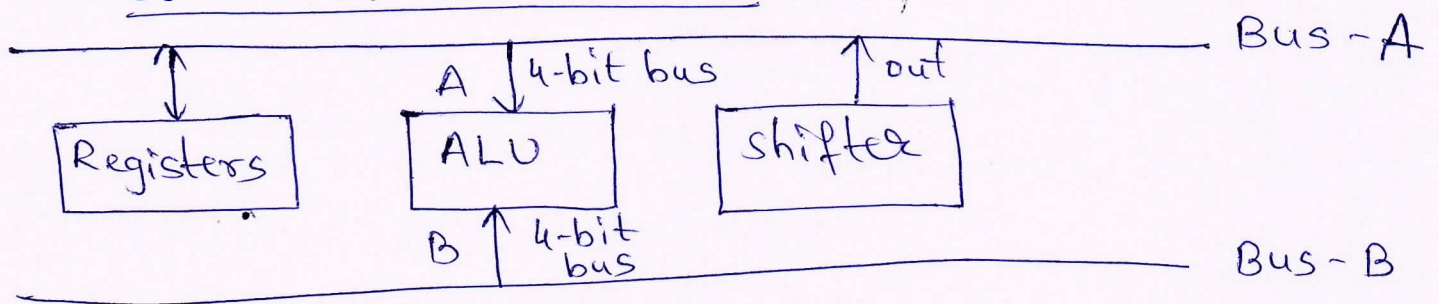 Bus-A
A 4-bit bus out
Registers ALU shifter
B 4-bit bus
Bus-B